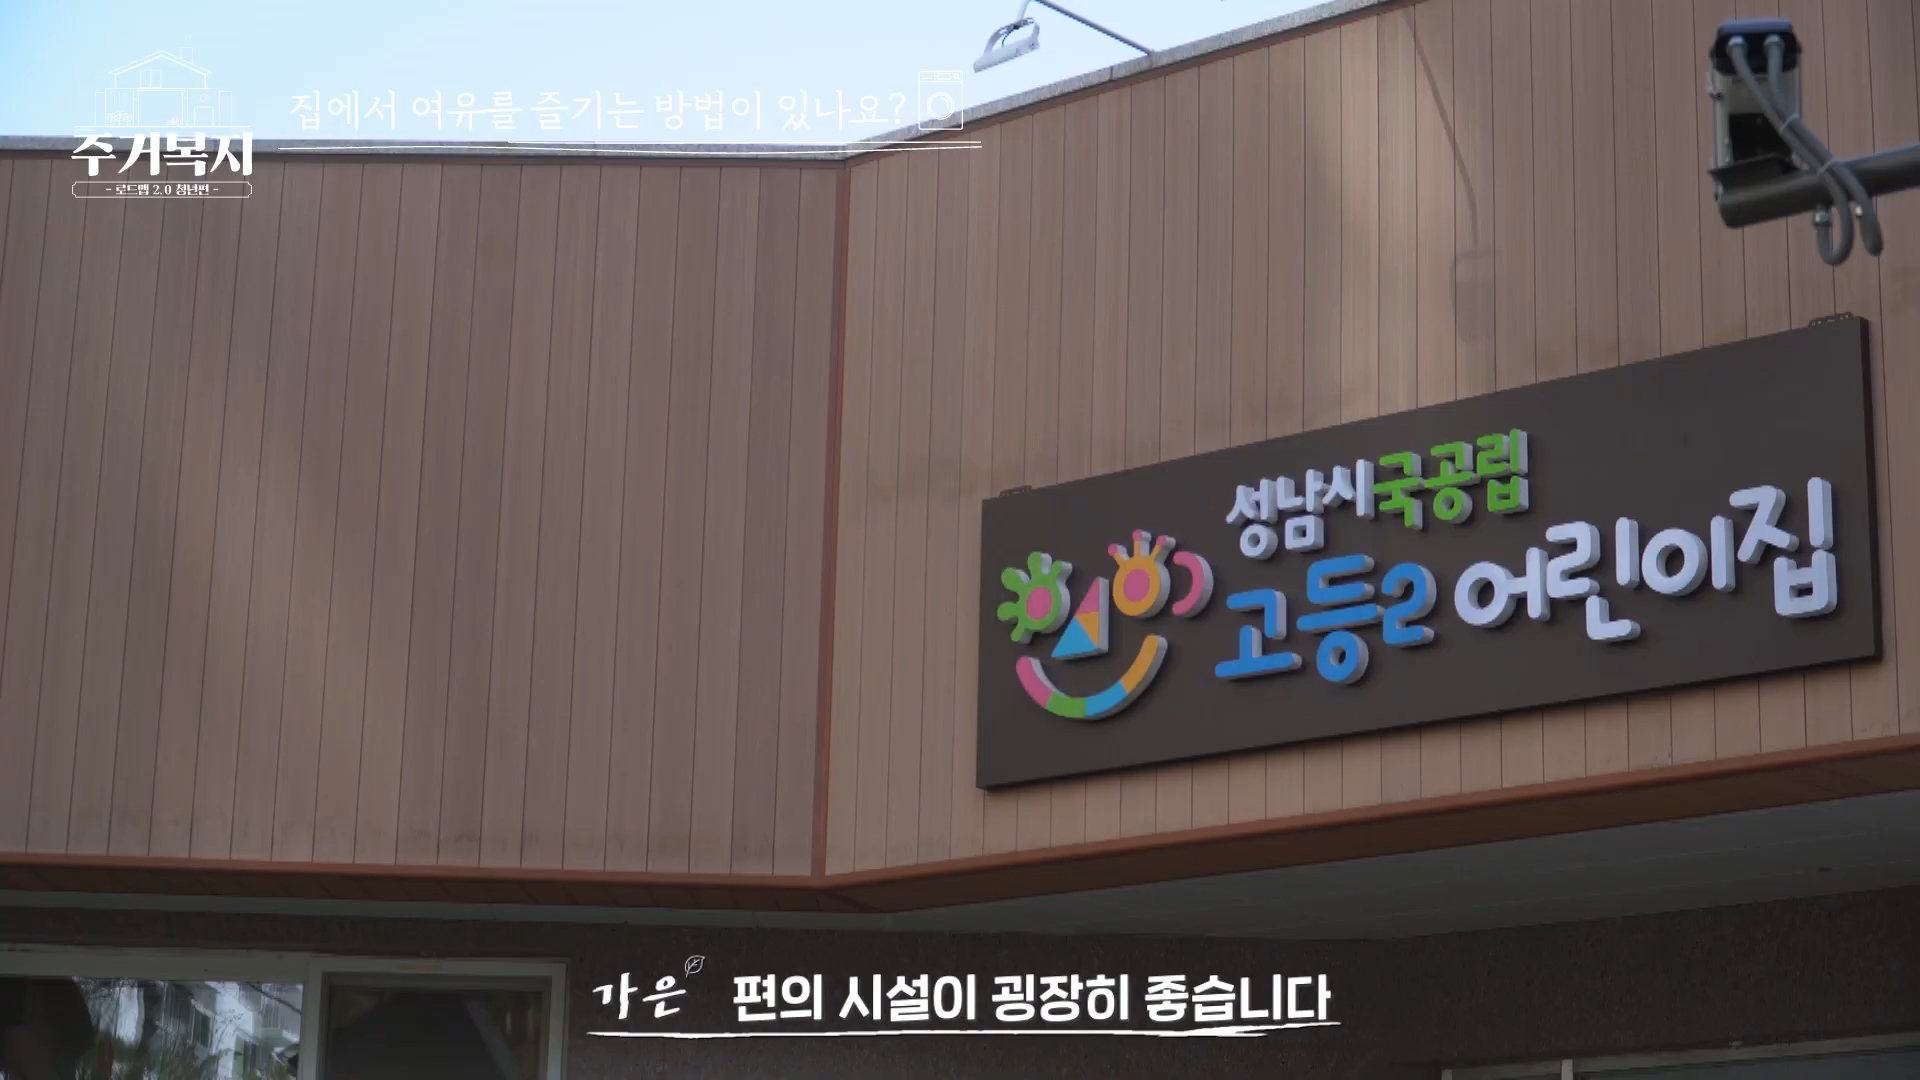 집에서 여유를 즐기는 방법이 있나요?
주거복지
- 로드맵 2.0 청년편 -
성남시국공립
고등2 어린이집
가은 편의 시설이 굉장히 좋습니다